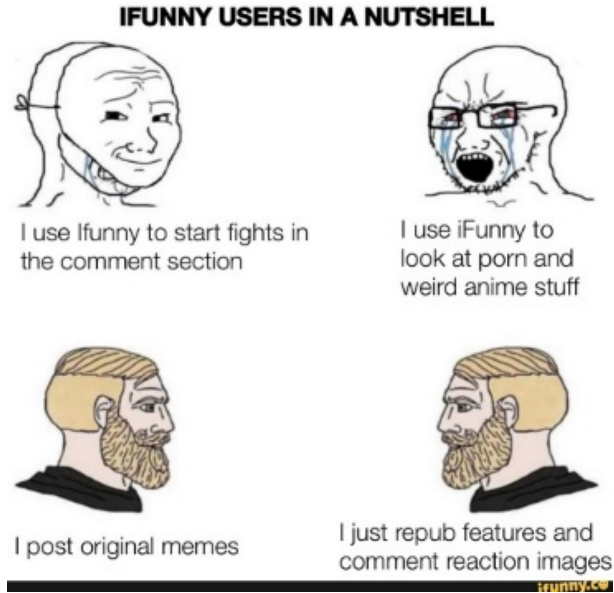 IFUNNY USERS IN A NUTSHELL
I use Ifunny to start fights in
the comment section
I use iFunny to
look at porn and
weird anime stuff
I post original memes
I just repub features and
comment reaction images
ifunny.co